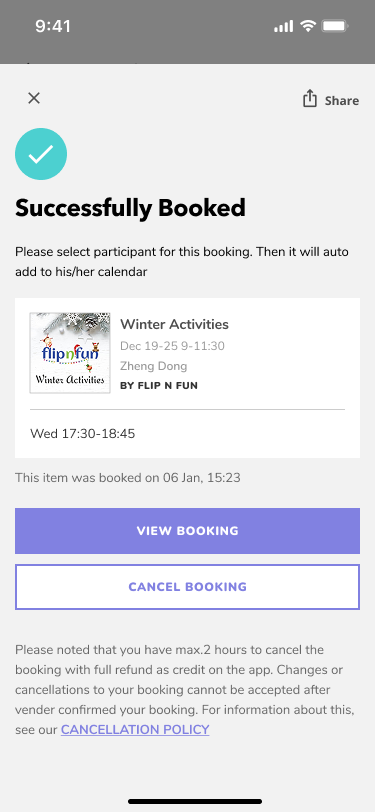 9:41
Share
Successfully Booked
Please select participant for this booking. Then it will auto
add to his/her calendar
flipnfun
Winter Activities
Winter Activities
Dec 19-25 9-11:30
Zheng Dong
BY FLIP N FUN
Wed 17:30-18:45
This item was booked on 06 Jan, 15:23
VIEW BOOKING
CANCEL BOOKING
Please noted that you have max.2 hours to cancel the
booking with full refund as credit on the app. Changes or
cancellations to your booking cannot be accepted after
vender confirmed your booking. For information about this,
see our CANCELLATION POLICY